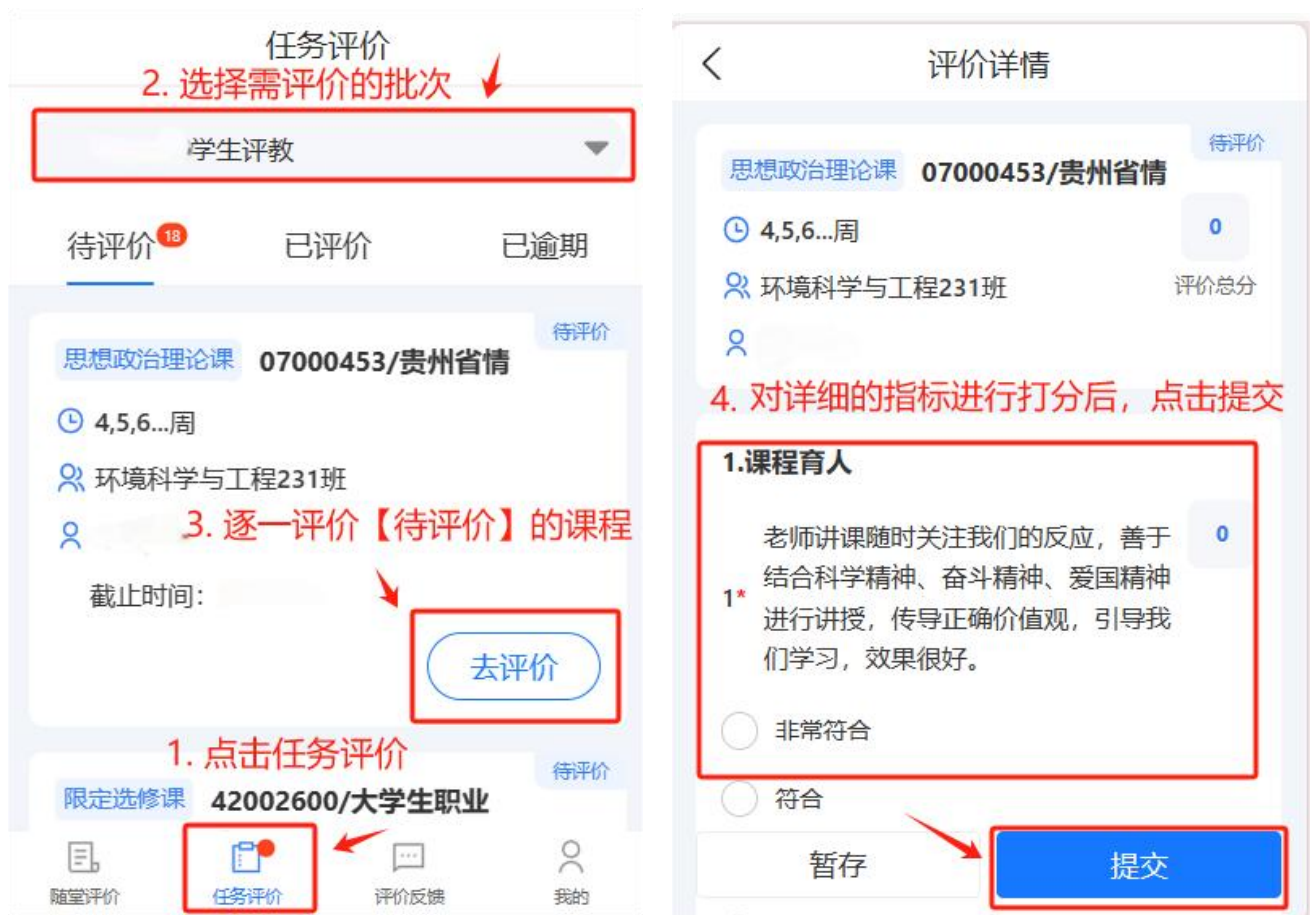 任务评价
2. 选择需评价的批次
学生评教
待评价 18 已评价 已逾期
待评价
思想政治理论课 07000453/贵州省情
4,5,6...周
环境科学与工程231班
3. 逐一评价【待评价】的课程
截止时间：
去评价
1. 点击任务评价
待评价
限定选修课 42002600/大学生职业
随堂评价 任务评价 评价反馈 我的
评价详情
待评价
思想政治理论课 07000453/贵州省情
4,5,6...周
0
环境科学与工程231班
评价总分
4. 对详细的指标进行打分后，点击提交
1.课程育人
老师讲课随时关注我们的反应，善于
0
结合科学精神、奋斗精神、爱国精神
1*
进行讲授，传导正确价值观，引导我
们学习，效果很好。
非常符合
符合
暂存 提交